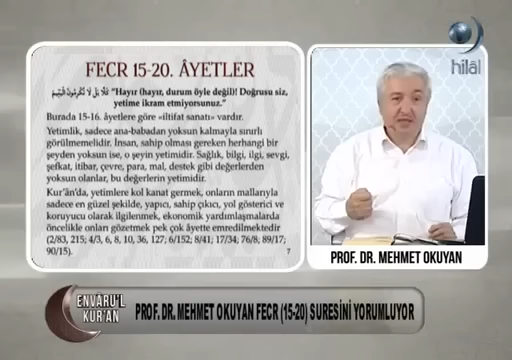 hilâl
FECR 15-20. ÂYETLER
كَلَّا بَل لَا تُكْرِمُونَ الْيَتِيمَ “Hayır (hayır, durum öyle değil)! Doğrusu siz,
yetime ikram etmiyorsunuz.”
Burada 15-16. âyetlere göre «iltifat sanatı» vardır.
Yetimlik, sadece ana-babadan yoksun kalmayla sınırlı
görülmemelidir. İnsan, sahip olması gereken herhangi bir
şeyden yoksun ise, o şeyin yetimidir. Sağlık, bilgi, ilgi, sevgi,
şefkat, itibar, çevre, para, mal, destek gibi değerlerden
yoksun olanlar, bu değerlerin yetimidir.
Kur’ân’da, yetimlere kol kanat germek, onların mallarıyla
sadece en güzel şekilde, yapıcı, sahip çıkıcı, yol gösterici ve
koruyucu olarak ilgilenmek, ekonomik yardımlaşmalarda
öncelikle onları gözetmek pek çok âyette emredilmektedir
(2/83, 215; 4/3, 6, 8, 10, 36, 127; 6/152; 8/41; 17/34; 76/8; 89/17;
90/15).
7
PROF. DR. MEHMET OKUYAN
ENVÂRU'L
KUR'ÂN
PROF. DR. MEHMET OKUYAN FECR (15-20) SURESİNİ YORUMLUYOR